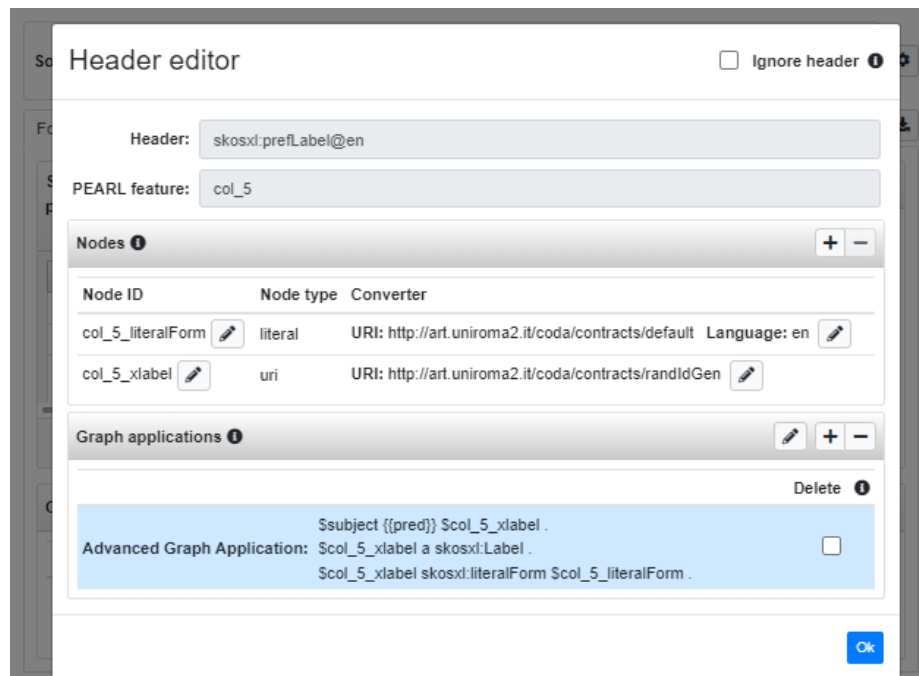 So
Header editor
Ignore header
Fo
Header: skosxl:prefLabel@en
S
PEARL feature: col_5
p
Nodes
Node ID Node type Converter
col_5_literalForm literal URI: http://art.uniroma2.it/coda/contracts/default Language: en
col_5_xlabel uri URI: http://art.uniroma2.it/coda/contracts/randIdGen
Graph applications
Delete
G
$subject {{pred}} $col_5_xlabel .
Advanced Graph Application: $col_5_xlabel a skosxl:Label .
$col_5_xlabel skosxl:literalForm $col_5_literalForm .
Ok